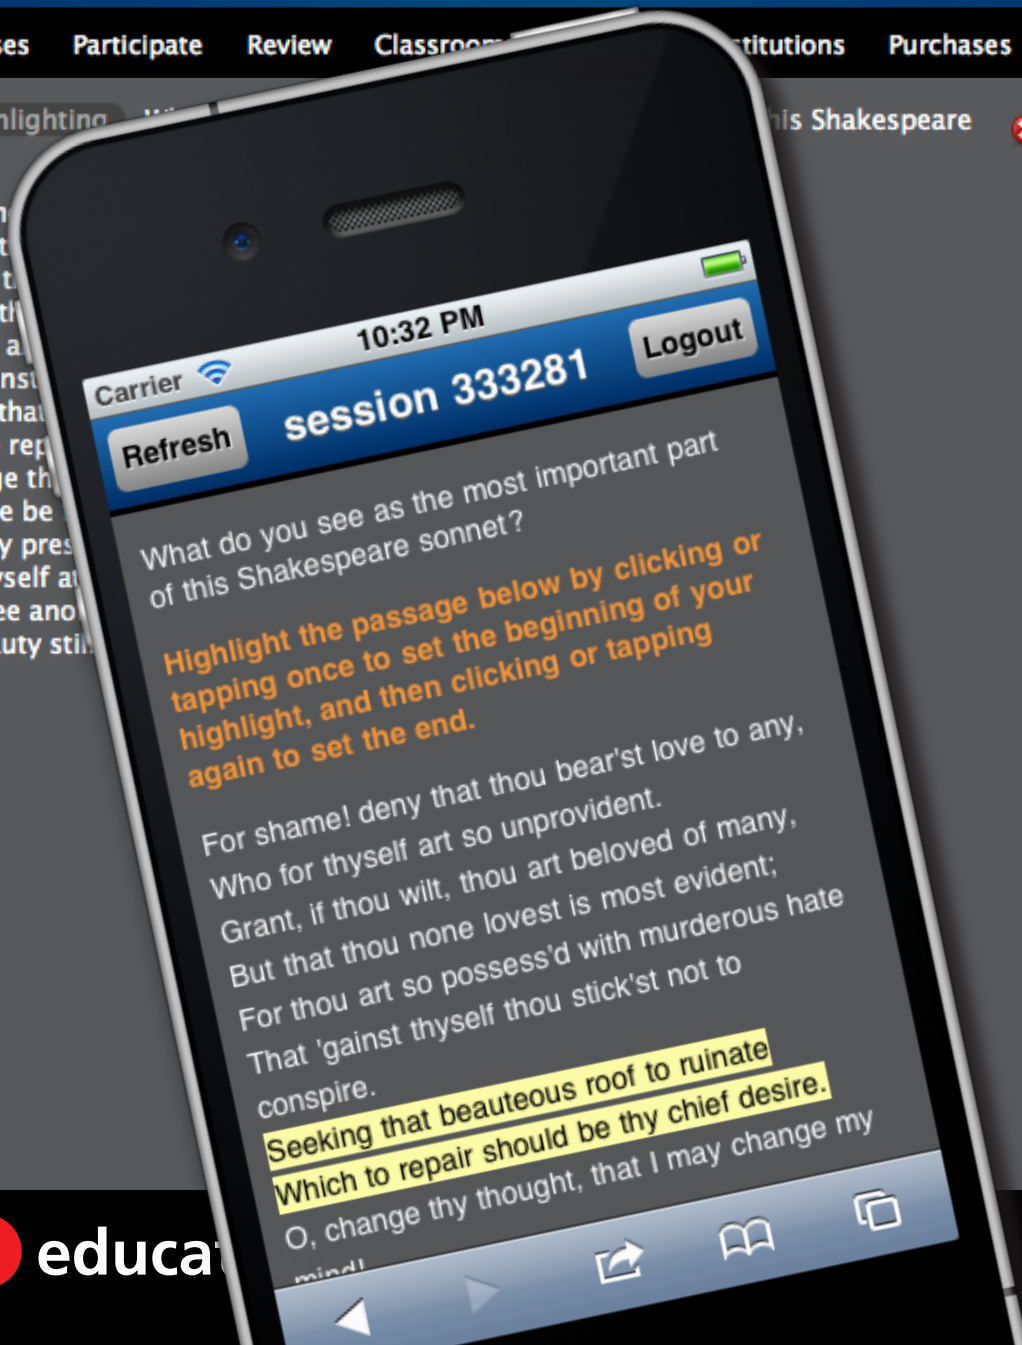 Participate Review Classroom Purchases
his Shakespeare
Carrier 10:32 PM
Refresh session 333281 Logout
What do you see as the most important part
of this Shakespeare sonnet?
Highlight the passage below by clicking or
tapping once to set the beginning of your
highlight, and then clicking or tapping
again to set the end.
For shame! deny that thou bear'st love to any,
Who for thyself art so unprovident.
Grant, if thou wilt, thou art beloved of many,
But that thou none lovest is most evident;
For thou art so possess'd with murderous hate
That 'gainst thyself thou stick'st not to
conspire.
Seeking that beauteous roof to ruinate
Which to repair should be thy chief desire.
O, change thy thought, that I may change my
mind!
educat